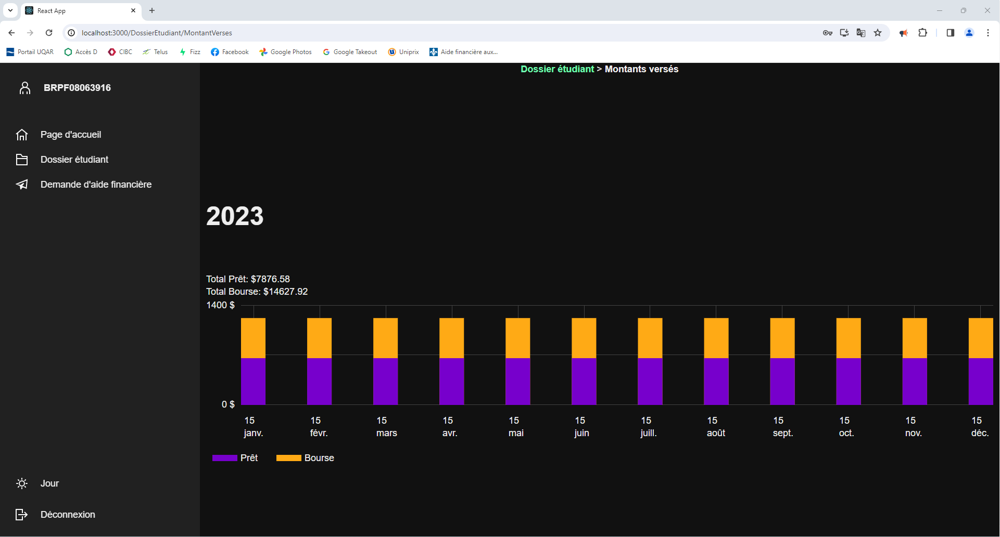 React App
localhost:3000/DossierEtudiant/MontantVerses
Portail UQAR
Accès D
CIBC
Telus
Fizz
Facebook
Google Photos
Google Takeout
Uniprix
Aide financière aux...
BRPF08063916
Page d'accueil
Dossier étudiant
Demande d'aide financière
Jour
Déconnexion
Dossier étudiant > Montants versés
2023
Total Prêt: $7876.58
Total Bourse: $14627.92
1400 $
0 $
15 janv.
15 févr.
15 mars
15 avr.
15 mai
15 juin
15 juill.
15 août
15 sept.
15 oct.
15 nov.
15 déc.
Prêt
Bourse